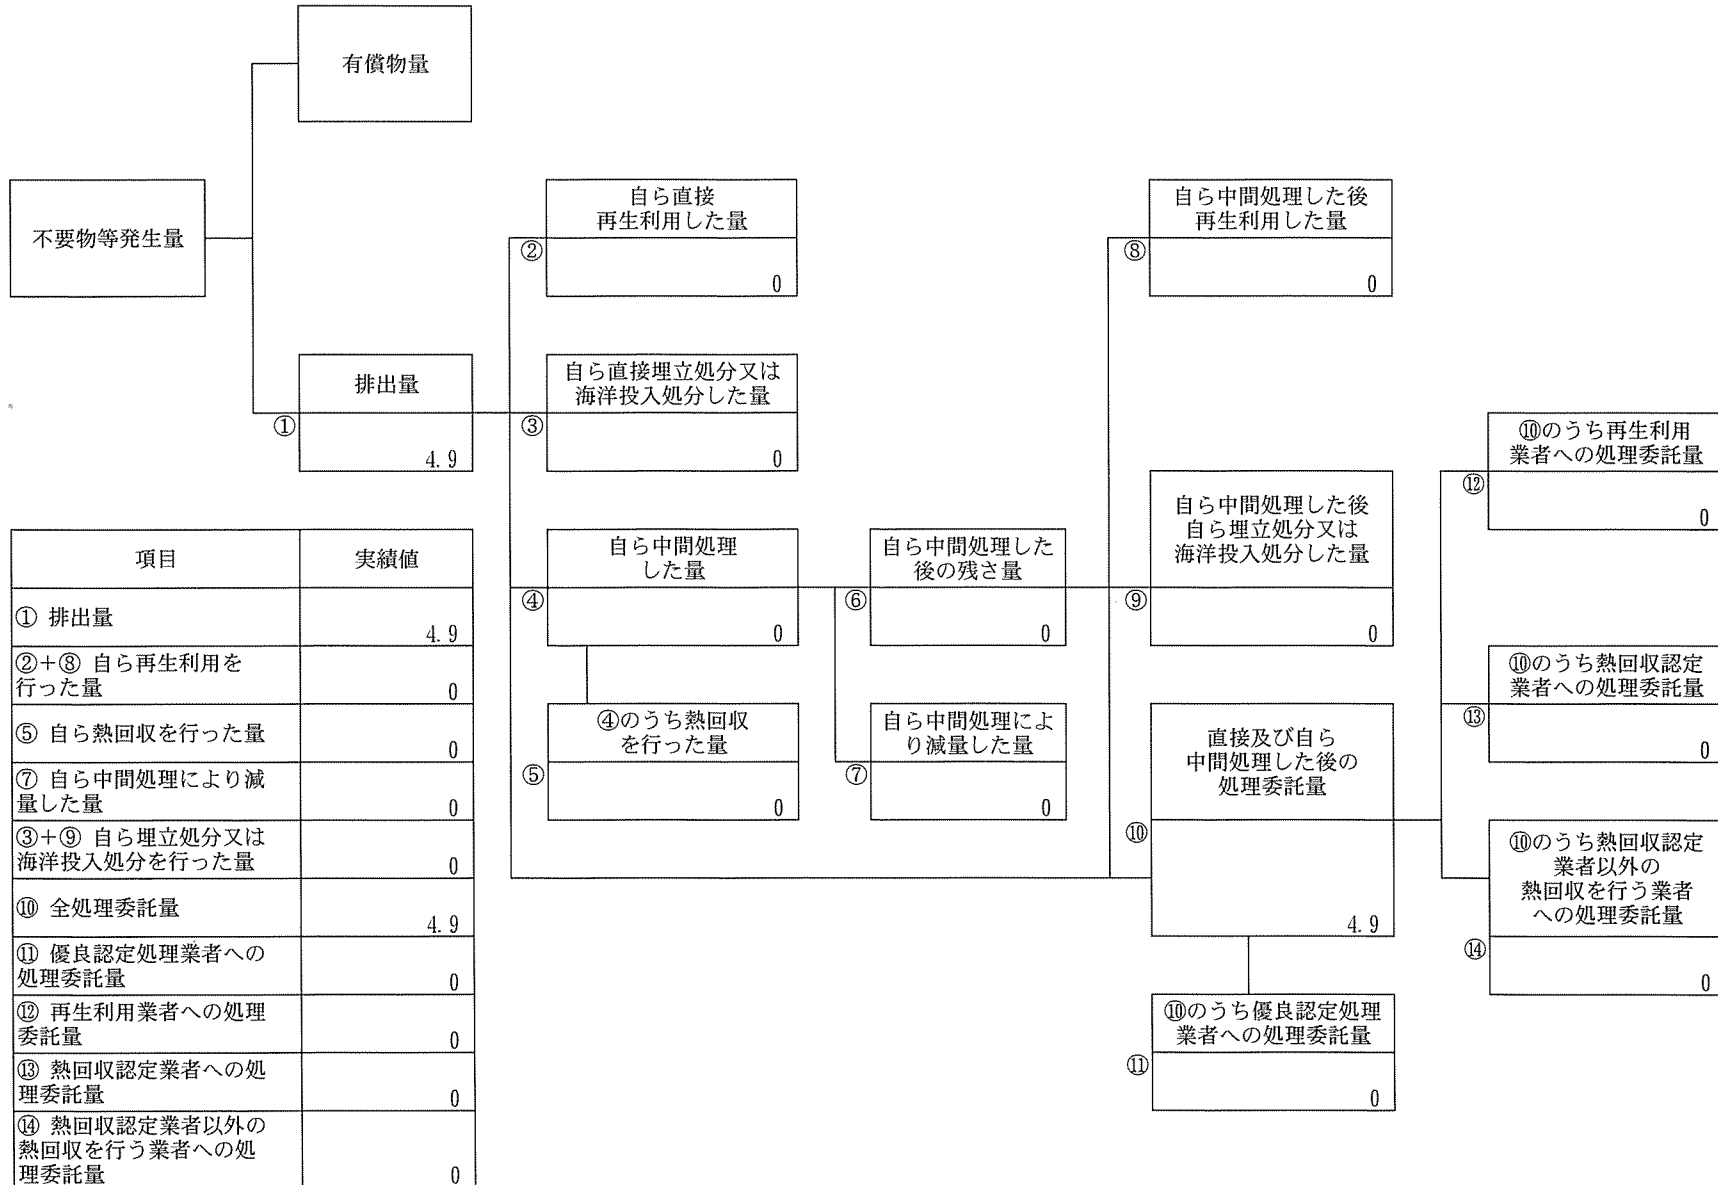 有償物量
不要物等発生量
自ら直接
再生利用した量
②
0
自ら中間処理した後
再生利用した量
⑧
0
排出量
①
4.9
自ら直接埋立処分又は
海洋投入処分した量
③
0
⑩のうち再生利用
業者への処理委託量
⑫
0
自ら中間処理した後
自ら埋立処分又は
海洋投入処分した量
⑨
0
自ら中間処理
した量
④
0
自ら中間処理した
後の残さ量
⑥
0
⑩のうち熱回収認定
業者への処理委託量
⑬
0
④のうち熱回収
を行った量
⑤
0
自ら中間処理によ
り減量した量
⑦
0
直接及び自ら
中間処理した後の
処理委託量
⑩
4.9
⑩のうち熱回収認定
業者以外の
熱回収を行う業者
への処理委託量
⑭
0
⑩のうち優良認定処理
業者への処理委託量
⑪
0
項目 実績値
① 排出量
4.9
②+⑧ 自ら再生利用を
行った量
0
⑤ 自ら熱回収を行った量
0
⑦ 自ら中間処理により減
量した量
0
③+⑨ 自ら埋立処分又は
海洋投入処分を行った量
0
⑩ 全処理委託量
4.9
⑪ 優良認定処理業者への
処理委託量
0
⑫ 再生利用業者への処理
委託量
0
⑬ 熱回収認定業者への処
理委託量
0
⑭ 熱回収認定業者以外の
熱回収を行う業者への処
理委託量
0